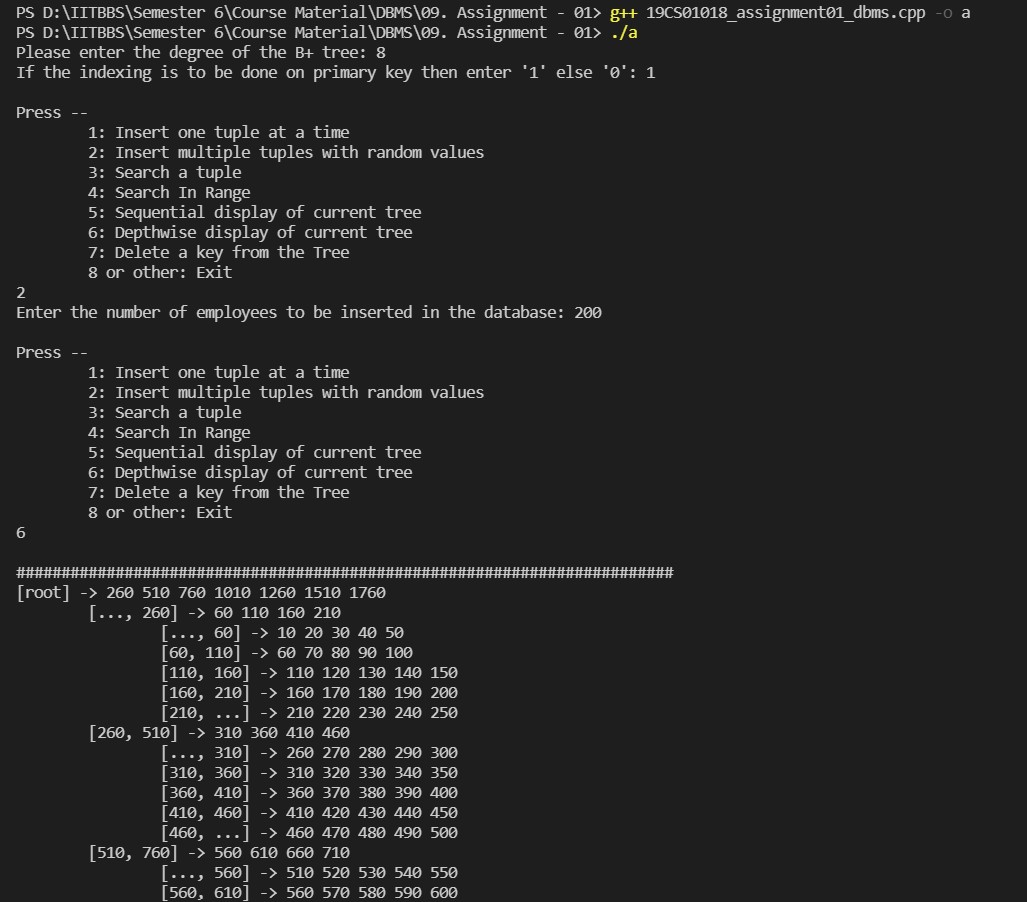 PS D:\IITBBS\Semester 6\Course Material\DBMS\09. Assignment - 01> g++ 19CS01018_assignment01_dbms.cpp -o a
PS D:\IITBBS\Semester 6\Course Material\DBMS\09. Assignment - 01> ./a
Please enter the degree of the B+ tree: 8
If the indexing is to be done on primary key then enter '1' else '0': 1

Press --
        1: Insert one tuple at a time
        2: Insert multiple tuples with random values
        3: Search a tuple
        4: Search In Range
        5: Sequential display of current tree
        6: Depthwise display of current tree
        7: Delete a key from the Tree
        8 or other: Exit
2
Enter the number of employees to be inserted in the database: 200

Press --
        1: Insert one tuple at a time
        2: Insert multiple tuples with random values
        3: Search a tuple
        4: Search In Range
        5: Sequential display of current tree
        6: Depthwise display of current tree
        7: Delete a key from the Tree
        8 or other: Exit
6

#########################################################################
[root] -> 260 510 760 1010 1260 1510 1760
        [..., 260] -> 60 110 160 210
                [..., 60] -> 10 20 30 40 50
                [60, 110] -> 60 70 80 90 100
                [110, 160] -> 110 120 130 140 150
                [160, 210] -> 160 170 180 190 200
                [210, ...] -> 210 220 230 240 250
        [260, 510] -> 310 360 410 460
                [..., 310] -> 260 270 280 290 300
                [310, 360] -> 310 320 330 340 350
                [360, 410] -> 360 370 380 390 400
                [410, 460] -> 410 420 430 440 450
                [460, ...] -> 460 470 480 490 500
        [510, 760] -> 560 610 660 710
                [..., 560] -> 510 520 530 540 550
                [560, 610] -> 560 570 580 590 600